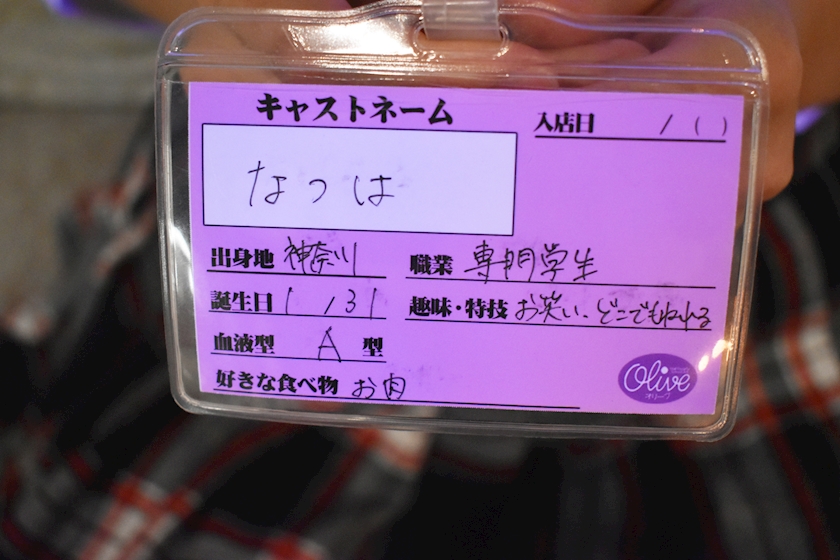 キャストネーム
なつは
入店日 / ( )
出身地 神奈川
職業 専門学生
誕生日 1 / 31
趣味・特技 お笑い、どこでもねれる
血液型 A 型
好きな食べ物 お肉
Olive
オリーブ